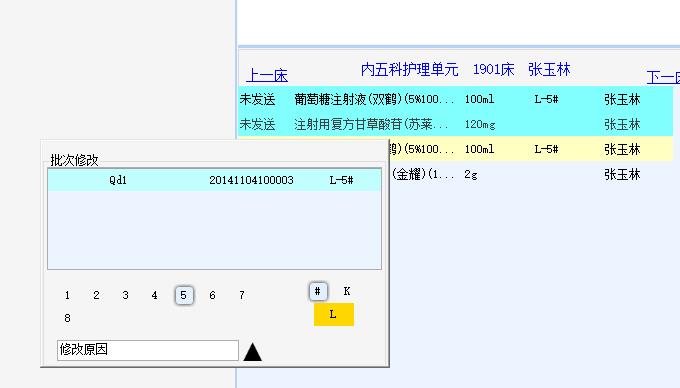 上一床 内五科护理单元 1901床 张玉林 下一床
未发送 葡萄糖注射液(双鹤)(5%100... 100ml L-5# 张玉林
未发送 注射用复方甘草酸苷(苏莱... 120mg
鹤)(5%100... 100ml L-5# 张玉林
(金耀)(1... 2g 张玉林
批次修改
Qd1 20141104100003 L-5#
1 2 3 4 5 6 7 # K
8 L
修改原因